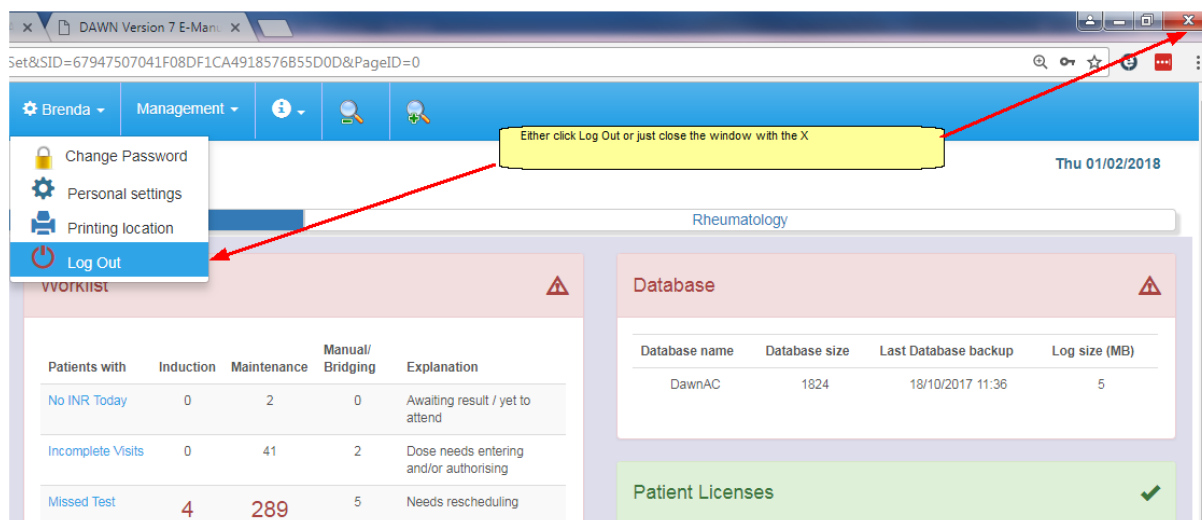 DAWN Version 7 E-Manu
Set&SID=67947507041F08DF1CA4918576B55D0D&PageID=0
Brenda Management
Either click Log Out or just close the window with the X
Thu 01/02/2018
Change Password
Personal settings
Printing location
Log Out
Rheumatology
Worklist
Patients with Induction Maintenance Manual/ Bridging Explanation
No INR Today 0 2 0 Awaiting result / yet to
attend
Incomplete Visits 0 41 2 Dose needs entering
and/or authorising
Missed Test 4 289 5 Needs rescheduling
Database
Database name Database size Last Database backup Log size (MB)
DawnAC 1824 18/10/2017 11:36 5
Patient Licenses